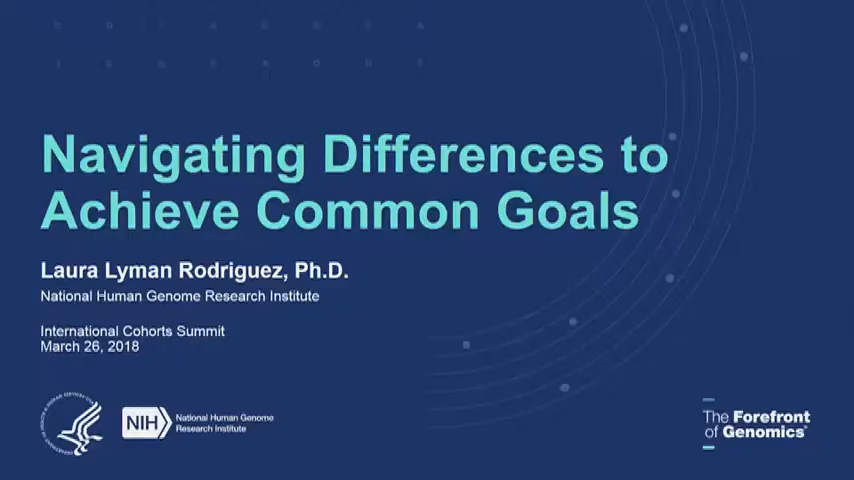 Navigating Differences to
Achieve Common Goals
Laura Lyman Rodriguez, Ph.D.
National Human Genome Research Institute
International Cohorts Summit
March 26, 2018
NIH
National Human Genome
Research Institute
The Forefront
of Genomics®